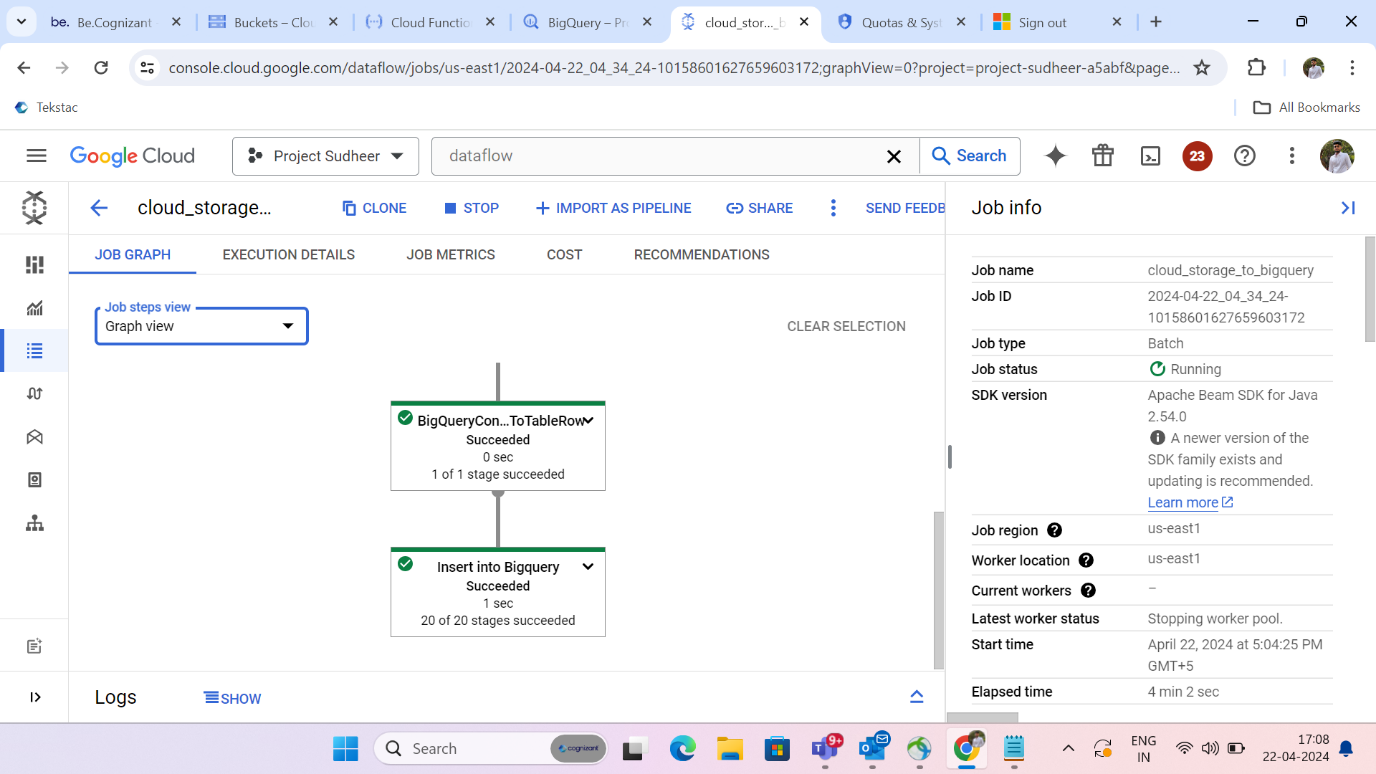 be. Be.Cognizant
Buckets – Clou
Cloud Functio
BigQuery – Pr
cloud_stor..._b
Quotas & Syst
Sign out
console.cloud.google.com/dataflow/jobs/us-east1/2024-04-22_04_34_24-10158601627659603172;graphView=0?project=project-sudheer-a5abf&page...
Tekstac
All Bookmarks
Google Cloud
Project Sudheer
dataflow
Search
23
cloud_storage...
CLONE
STOP
IMPORT AS PIPELINE
SHARE
SEND FEEDB
Job info
JOB GRAPH
EXECUTION DETAILS
JOB METRICS
COST
RECOMMENDATIONS
Job steps view
Graph view
CLEAR SELECTION
BigQueryCon...ToTableRow
Succeeded
0 sec
1 of 1 stage succeeded
Insert into Bigquery
Succeeded
1 sec
20 of 20 stages succeeded
Job name cloud_storage_to_bigquery
Job ID 2024-04-22_04_34_24-
10158601627659603172
Job type Batch
Job status Running
SDK version Apache Beam SDK for Java
2.54.0
A newer version of the
SDK family exists and
updating is recommended.
Learn more
Job region us-east1
Worker location us-east1
Current workers –
Latest worker status Stopping worker pool.
Start time April 22, 2024 at 5:04:25 PM
GMT+5
Elapsed time 4 min 2 sec
Logs
SHOW
Search
cognizant
9+
ENG
IN
17:08
22-04-2024